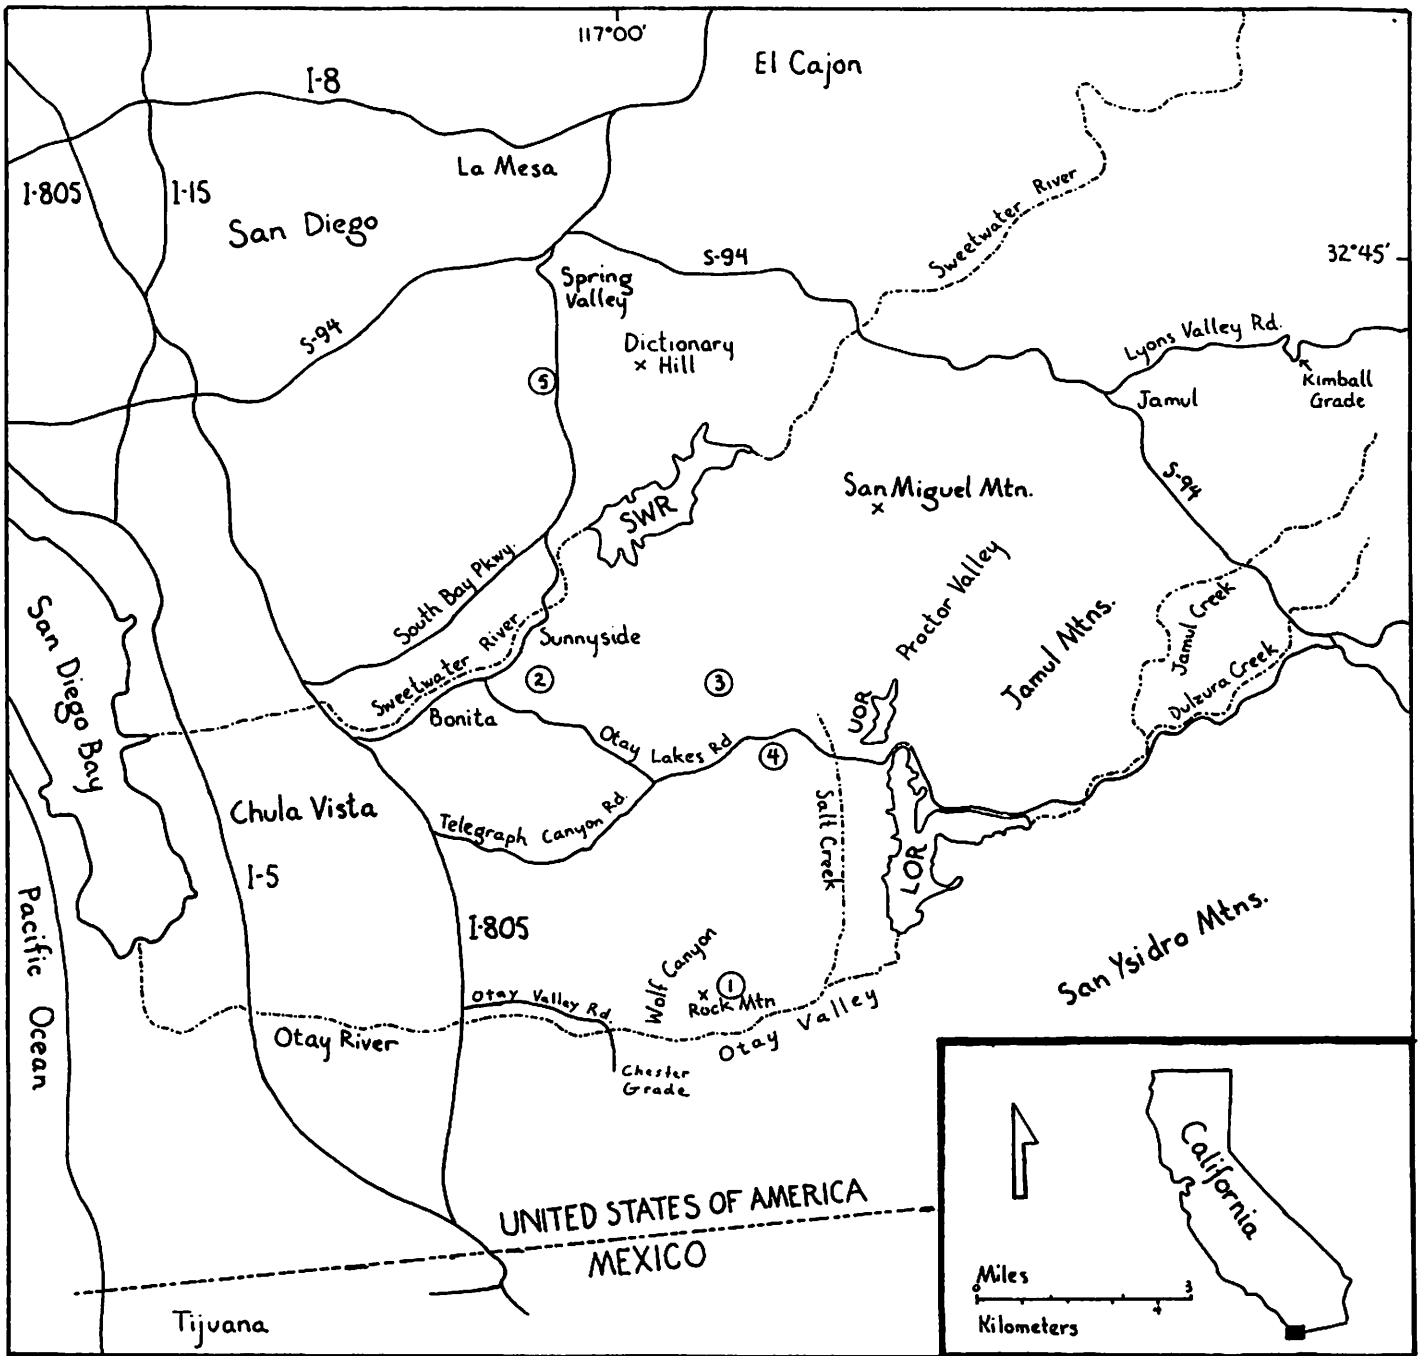 117°00'
El Cajon
I-8
La Mesa
I-805
I-15
San Diego
Sweetwater River
S-94
32°45'
Spring
Valley
S-94
Lyons Valley Rd.
Dictionary
x Hill
Kimball
Grade
5
Jamul
San Miguel Mtn.
x
S-94
SWR
South Bay Pkwy.
Proctor Valley
San Diego Bay
Sweetwater River
Sunnyside
Jamul Creek
Jamul Mtns.
2
3
Dulzura Creek
UOR
Bonita
Otay Lakes Rd
4
Chula Vista
Telegraph Canyon Rd.
Salt Creek
LOR
I-5
Pacific Ocean
I-805
Wolf Canyon
San Ysidro Mtns.
1
x
Rock Mtn
Otay Valley Rd.
Otay Valley
Otay River
Chester
Grade
California
UNITED STATES OF AMERICA
MEXICO
Miles
0 3
4
Kilometers
Tijuana